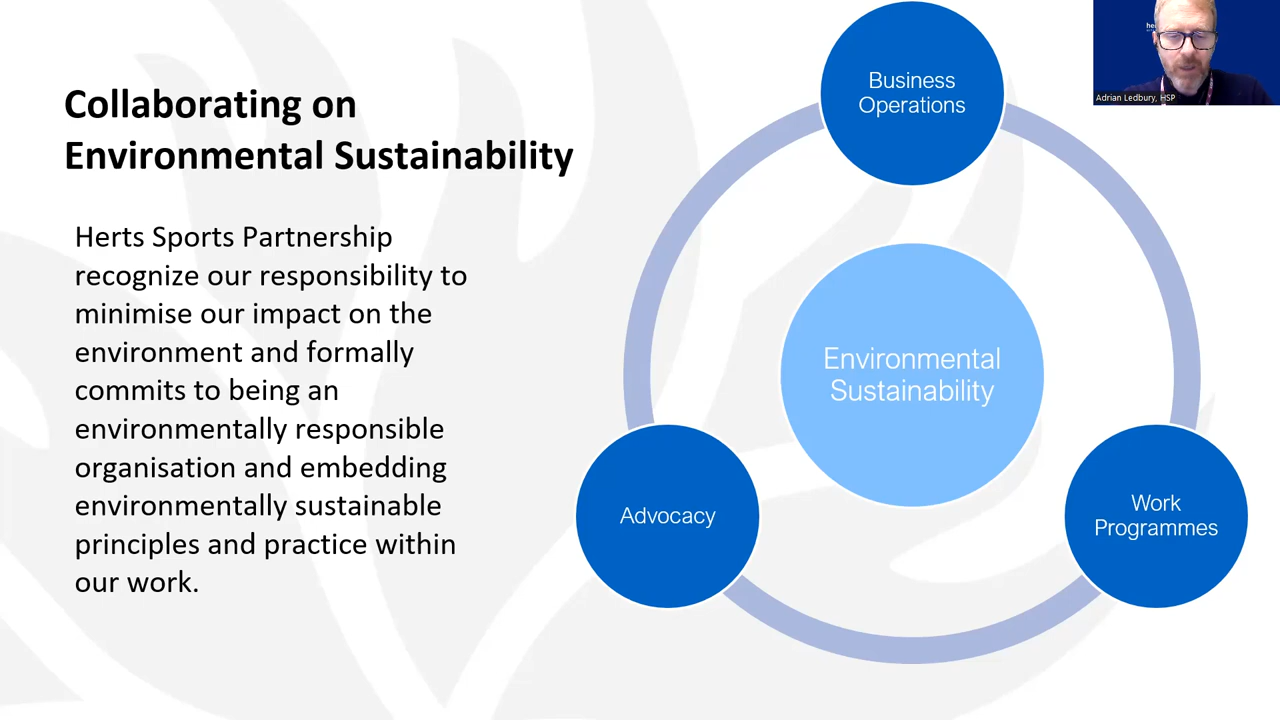 Collaborating on
Environmental Sustainability
Herts Sports Partnership
recognize our responsibility to
minimise our impact on the
environment and formally
commits to being an
environmentally responsible
organisation and embedding
environmentally sustainable
principles and practice within
our work.
Business
Operations
Environmental
Sustainability
Advocacy
Work
Programmes
Adrian Ledbury, HSP